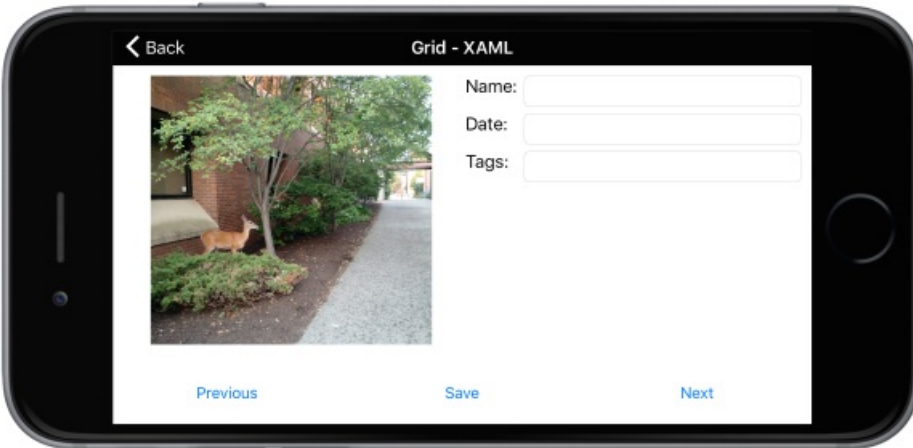 Back
Grid - XAML
Name:
Date:
Tags:
Previous Save Next